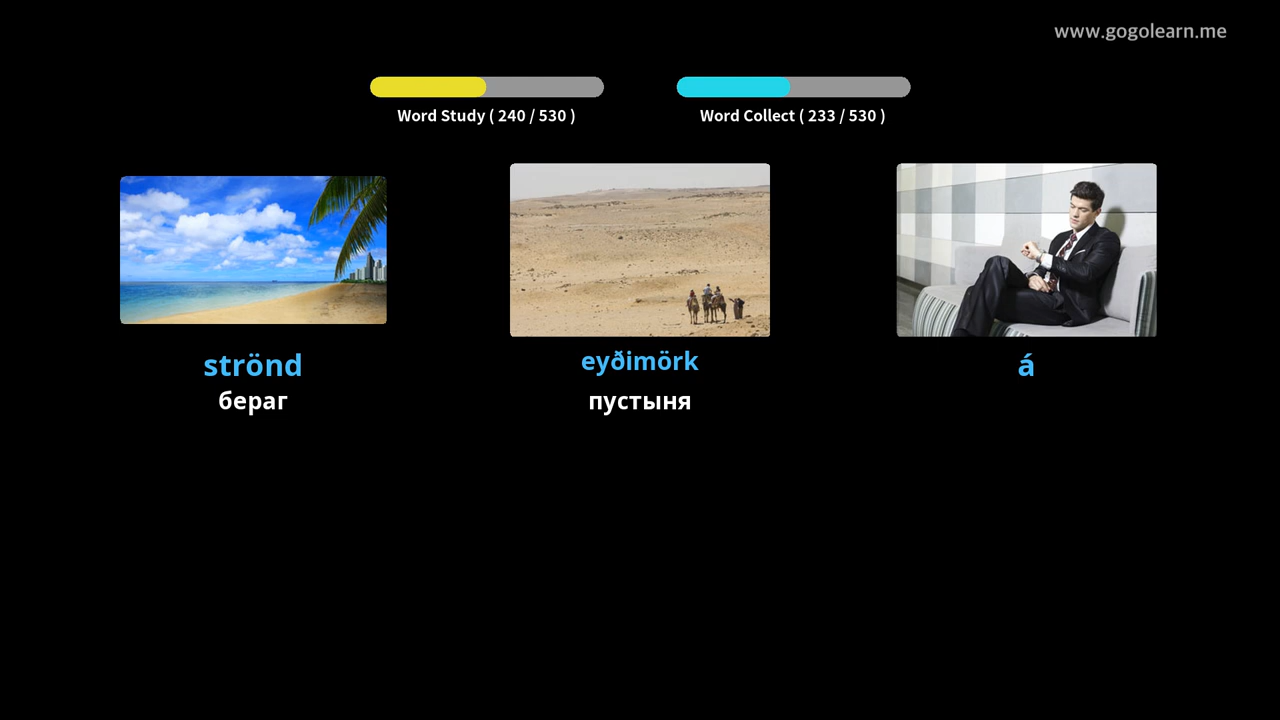 www.gogolearn.me
Word Study ( 240 / 530 )
Word Collect ( 233 / 530 )
strönd
бераг
eyðimörk
пустыня
á